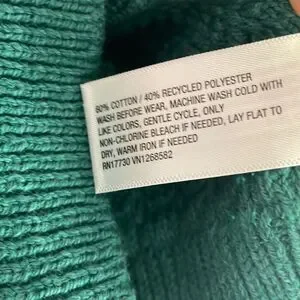 60% COTTON / 40% RECYCLED POLYESTER
WASH BEFORE WEAR, MACHINE WASH COLD WITH
LIKE COLORS, GENTLE CYCLE, ONLY
NON-CHLORINE BLEACH IF NEEDED, LAY FLAT TO
DRY, WARM IRON IF NEEDED
RN17730 VN1268582